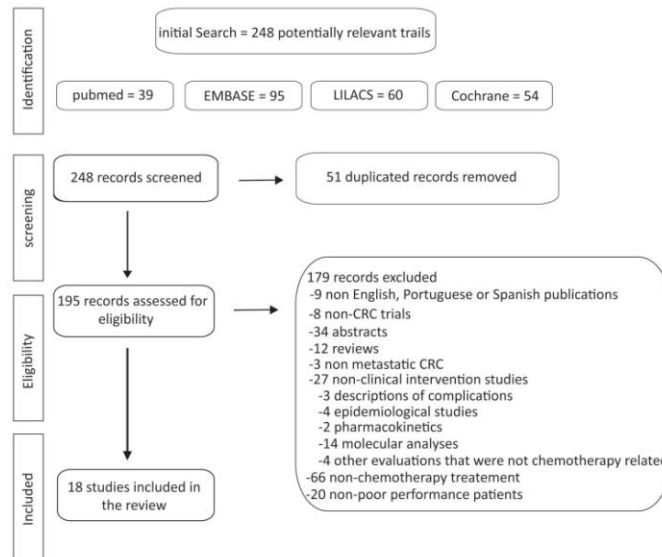 Identification
initial Search = 248 potentially relevant trails
pubmed = 39
EMBASE = 95
LILACS = 60
Cochrane = 54
screening
248 records screened
51 duplicated records removed
Eligibility
195 records assessed for
eligibility
179 records excluded
-9 non English, Portuguese or Spanish publications
-8 non-CRC trials
-34 abstracts
-12 reviews
-3 non metastatic CRC
-27 non-clinical intervention studies
-3 descriptions of complications
-4 epidemiological studies
-2 pharmacokinetics
-14 molecular analyses
-4 other evaluations that were not chemotherapy related
-66 non-chemotherapy treatement
-20 non-poor performance patients
Included
18 studies included in
the review